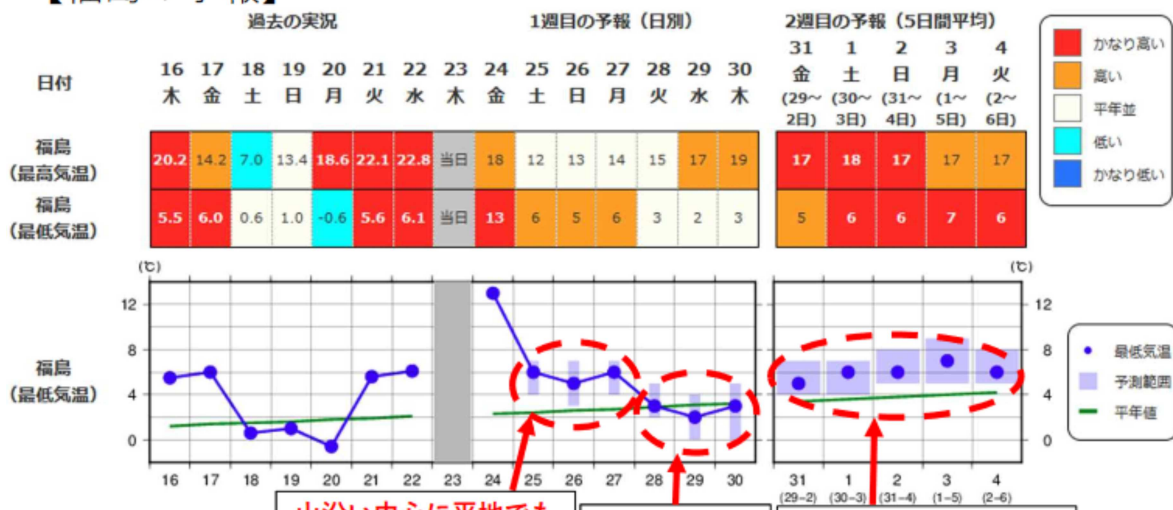 過去の実況 1週目の予報（日別） 2週目の予報（5日間平均）
日付 16 17 18 19 20 21 22 23 24 25 26 27 28 29 30 31 1 2 3 4
木 金 土 日 月 火 水 木 金 土 日 月 火 水 木 金 土 日 月 火
(29～ (30～ (31～ (1～ (2～
2日) 3日) 4日) 5日) 6日)
福島
（最高気温）
20.2 14.2 7.0 13.4 18.6 22.1 22.8 当日 18 12 13 14 15 17 19 17 18 17 17 17
福島
（最低気温）
5.5 6.0 0.6 1.0 -0.6 5.6 6.1 当日 13 6 5 6 3 2 3 5 6 6 7 6
かなり高い
高い
平年並
低い
かなり低い
(℃) (℃)
12 12
8 8
4 4
0 0
福島
（最低気温）
最低気温
予測範囲
平年値
16 17 18 19 20 21 22 23 24 25 26 27 28 29 30 31 1 2 3 4
(29-2) (30-3) (31-4) (1-5) (2-6)